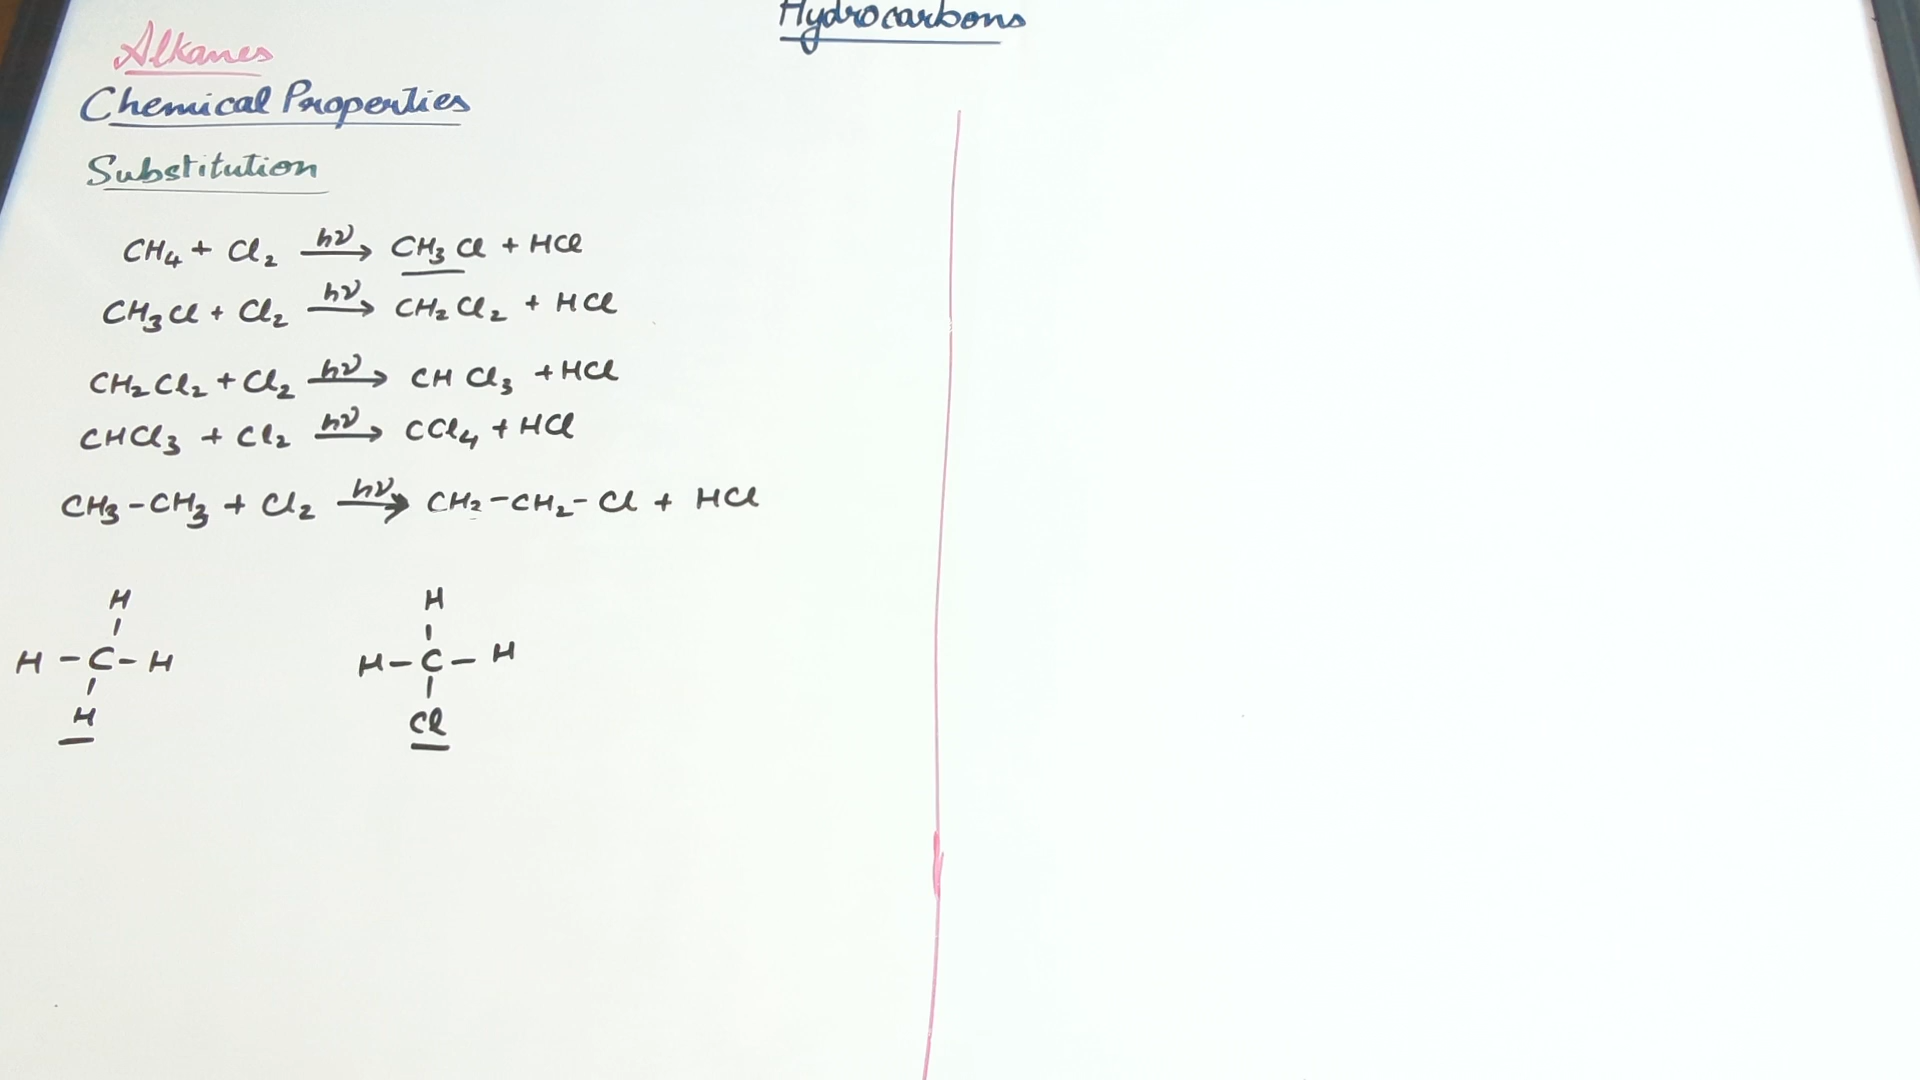 Hydrocarbons
Alkanes
Chemical Properties
Substitution
CH₄ + Cl₂ —hν→ CH₃Cl + HCl
CH₃Cl + Cl₂ —hν→ CH₂Cl₂ + HCl
CH₂Cl₂ + Cl₂ —hν→ CHCl₃ + HCl
CHCl₃ + Cl₂ —hν→ CCl₄ + HCl
CH₃-CH₃ + Cl₂ —hν→ CH₂-CH₂-Cl + HCl
H H
H-C-H H-C-H
H Cl